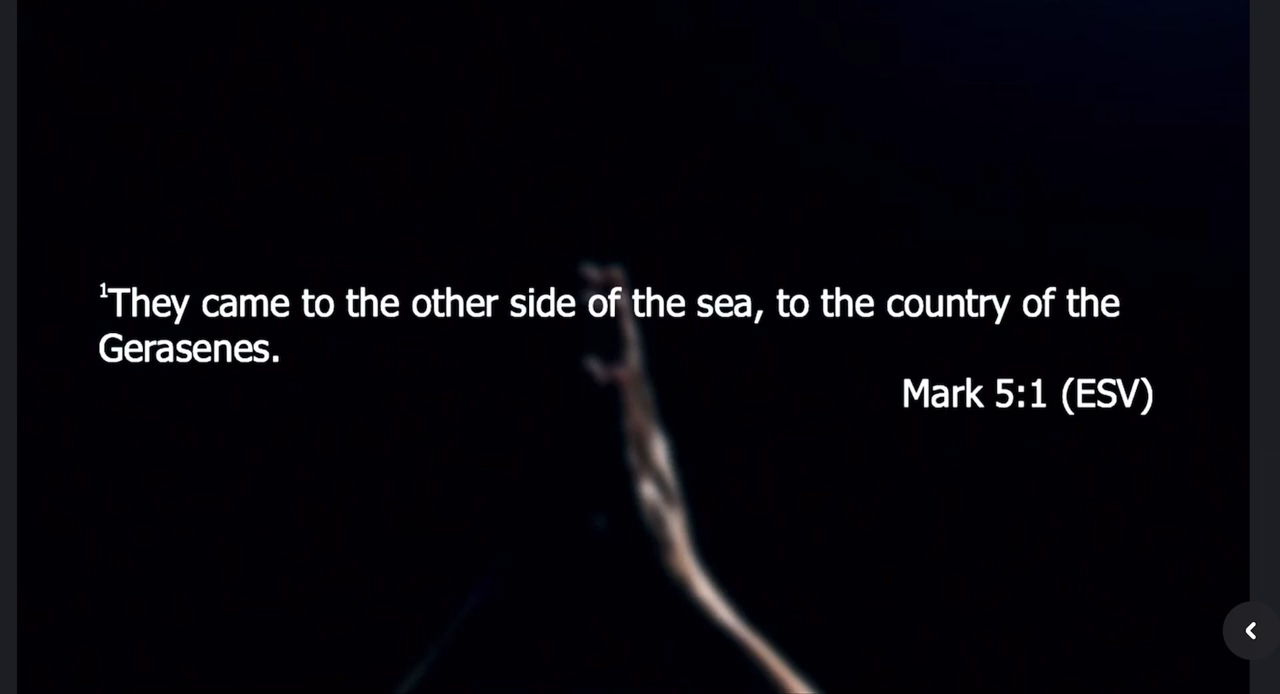 ¹They came to the other side of the sea, to the country of the
Gerasenes.
Mark 5:1 (ESV)